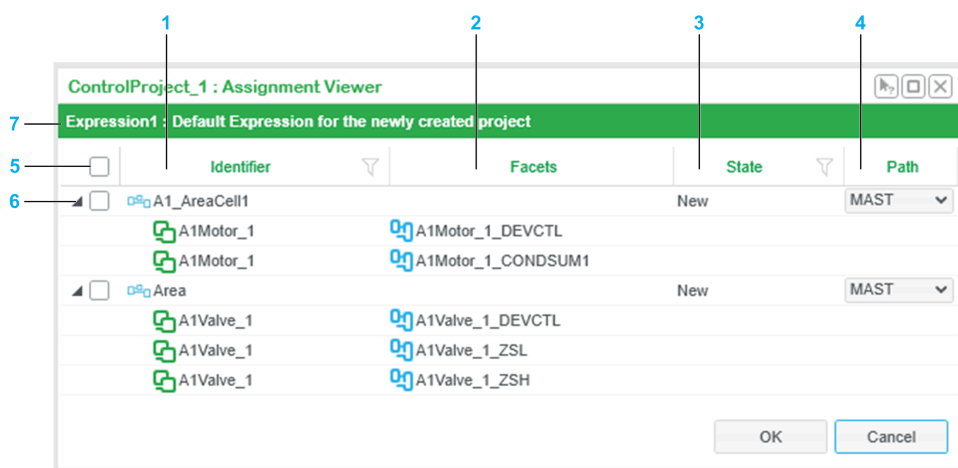 1 2 3 4
ControlProject_1 : Assignment Viewer
7 Expression1 : Default Expression for the newly created project
5 Identifier Facets State Path
6 A1_AreaCell1 New MAST
A1Motor_1 A1Motor_1_DEVCTL
A1Motor_1 A1Motor_1_CONDSUM1
Area New MAST
A1Valve_1 A1Valve_1_DEVCTL
A1Valve_1 A1Valve_1_ZSL
A1Valve_1 A1Valve_1_ZSH
OK Cancel